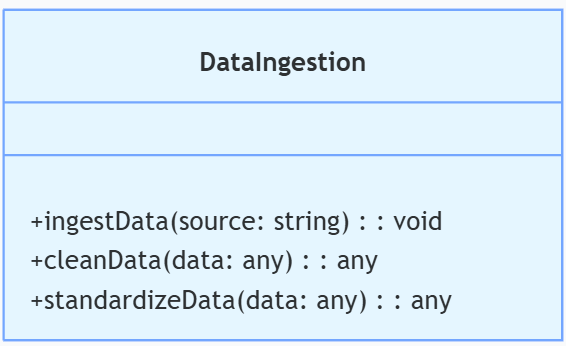 DataIngestion
+ingestData(source: string) : : void
+cleanData(data: any) : : any
+standardizeData(data: any) : : any